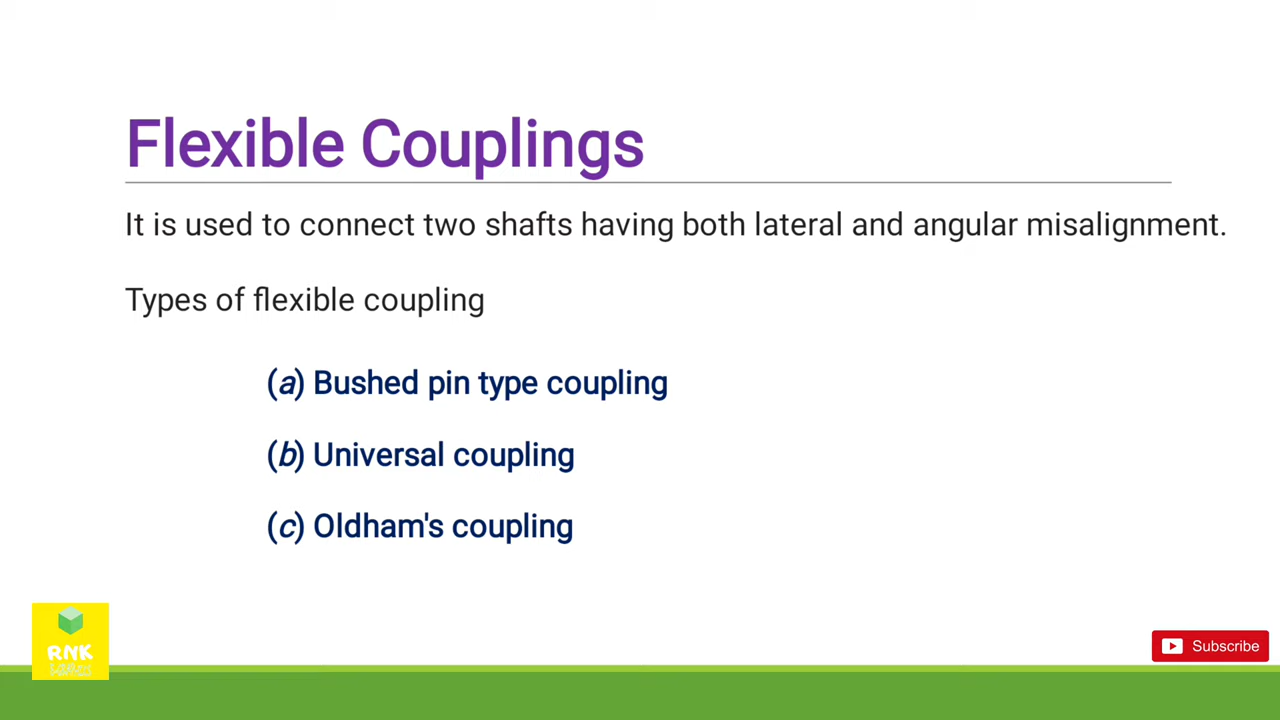 Flexible Couplings
It is used to connect two shafts having both lateral and angular misalignment.
Types of flexible coupling
(a) Bushed pin type coupling
(b) Universal coupling
(c) Oldham's coupling
RNK
Subscribe